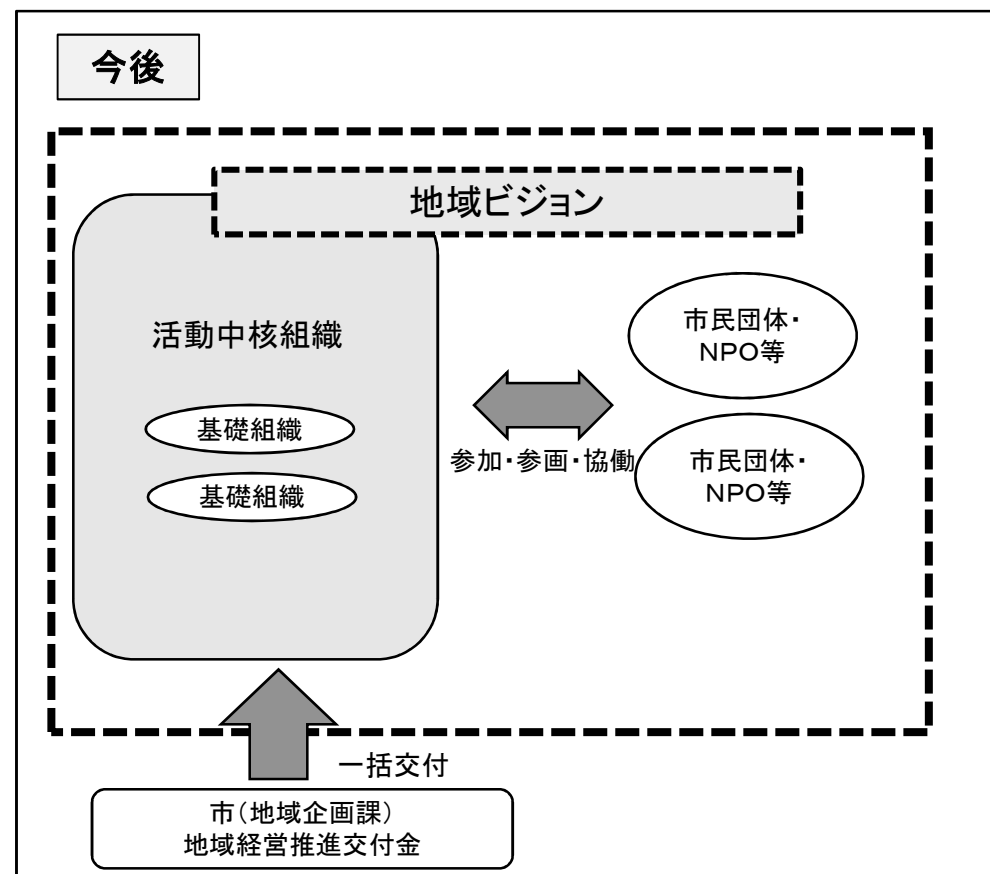 今後
地域ビジョン
活動中核組織
基礎組織
基礎組織
参加・参画・協働
市民団体・
NPO等
市民団体・
NPO等
一括交付
市(地域企画課)
地域経営推進交付金